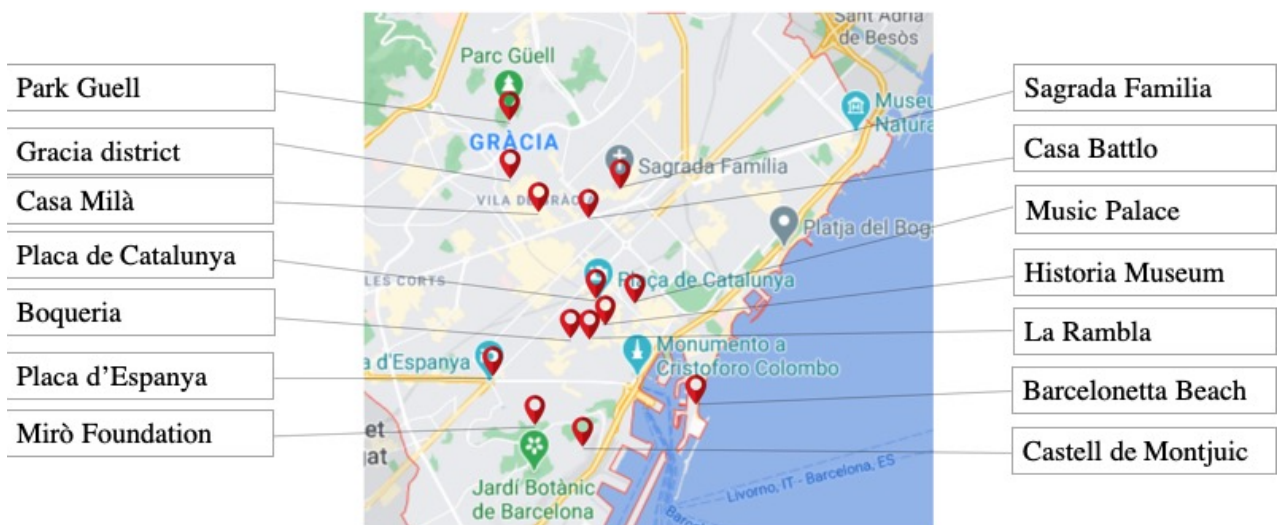 Park Guell
Gracia district
Casa Milà
Placa de Catalunya
Boqueria
Placa d’Espanya
Mirò Foundation
Sant Adrià
de Besòs
Parc Güell
Museu
Natura
GRÀCIA
Sagrada Família
VILA DE GRÀCIA
Platja del Bog
LES CORTS
Plaça de Catalunya
a d'Espanya
Monumento a
Cristoforo Colombo
et
gat
Jardí Botànic
de Barcelona
Livorno, IT - Barcelona, ES
Sagrada Familia
Casa Battlo
Music Palace
Historia Museum
La Rambla
Barcelonetta Beach
Castell de Montjuic